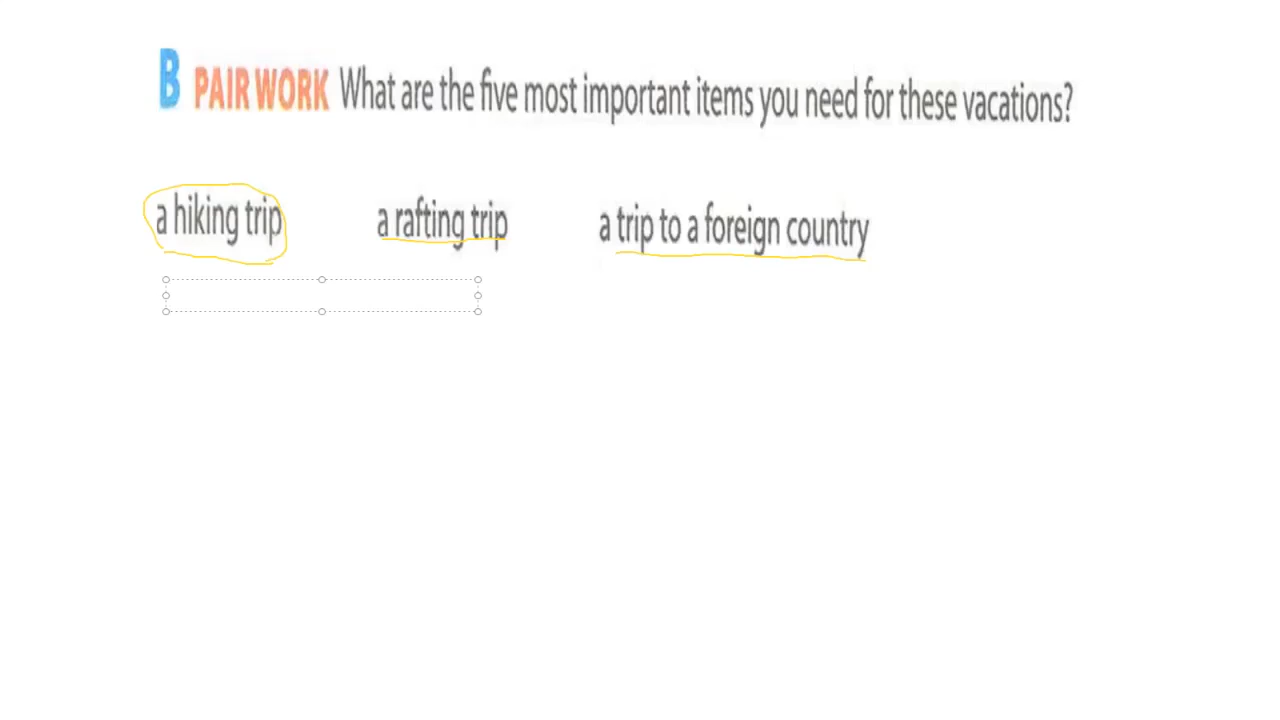 B PAIR WORK What are the five most important items you need for these vacations?
a hiking trip a rafting trip a trip to a foreign country